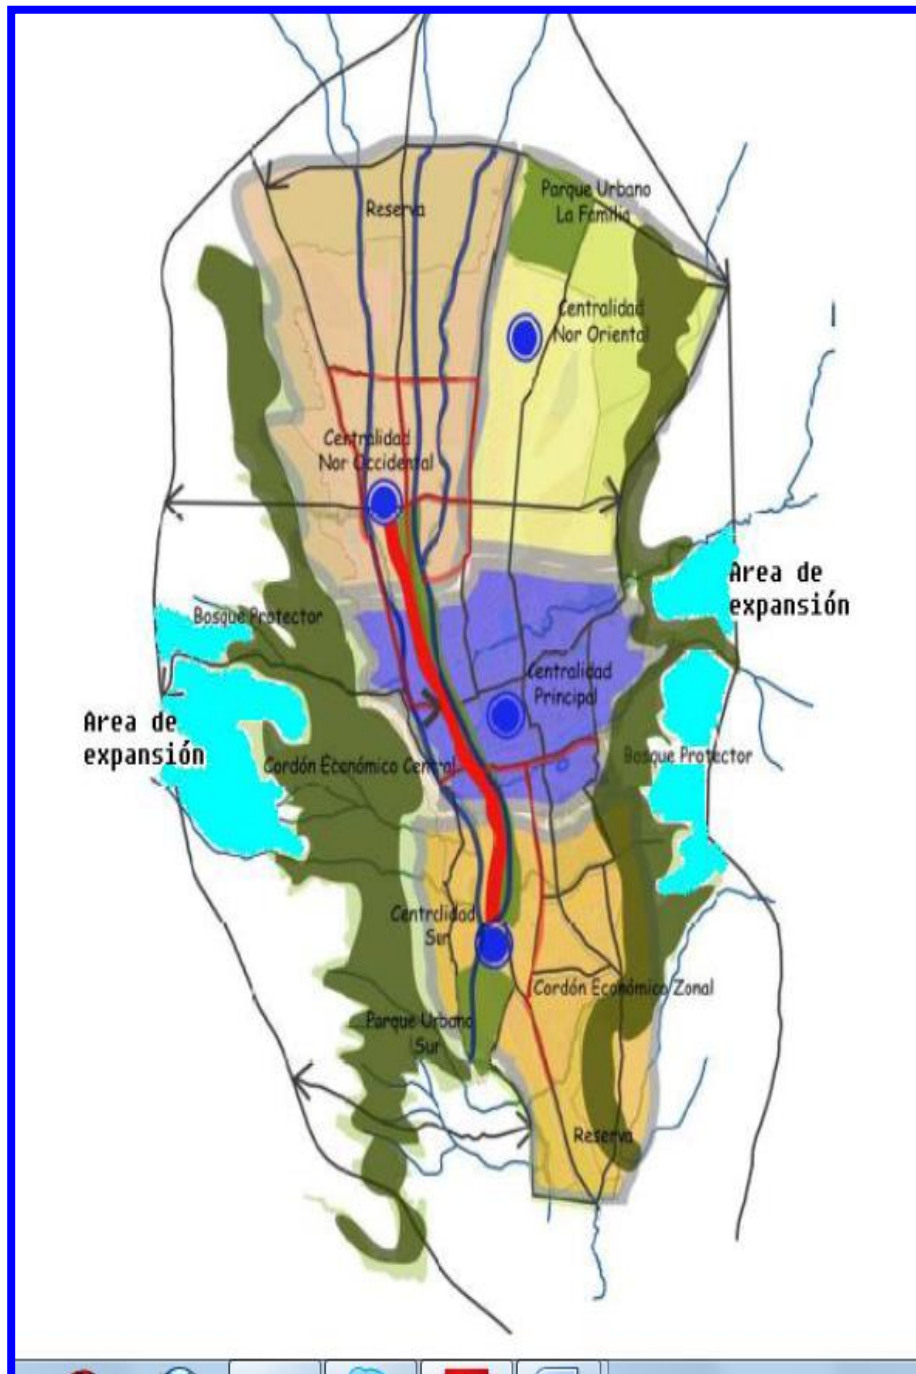 Reserva
Parque Urbano
La Familia
Centralidad
Nor Oriental
Centralidad
Nor Occidental
Area de
expansión
Bosque Protector
Centralidad
Principal
Area de
expansión
Bosque Protector
Cordón Económico Central
Centrclidad
Sur
Cordón Económico Zonal
Parque Urbano
Sur
Reserva